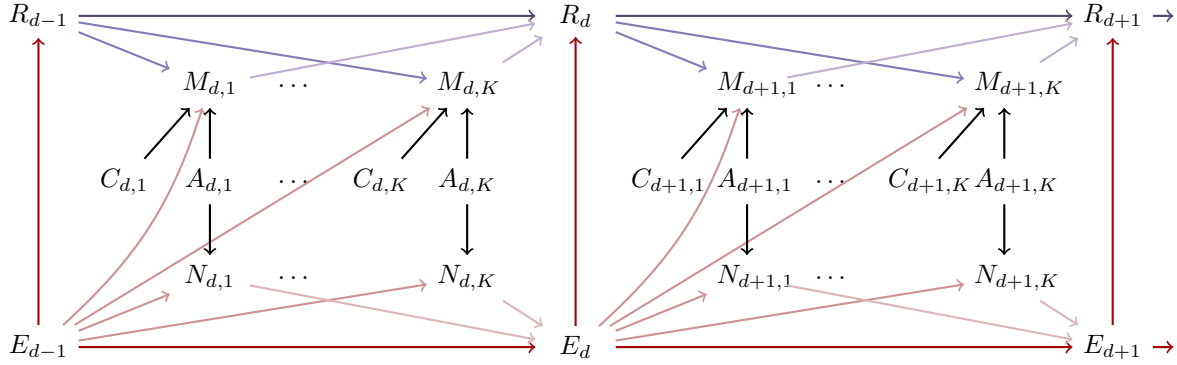 R_{d−1} R_d R_{d+1}
M_{d,1} ⋯ M_{d,K} M_{d+1,1} ⋯ M_{d+1,K}
C_{d,1} A_{d,1} ⋯ C_{d,K} A_{d,K} C_{d+1,1} A_{d+1,1} ⋯ C_{d+1,K} A_{d+1,K}
N_{d,1} ⋯ N_{d,K} N_{d+1,1} ⋯ N_{d+1,K}
E_{d−1} E_d E_{d+1}